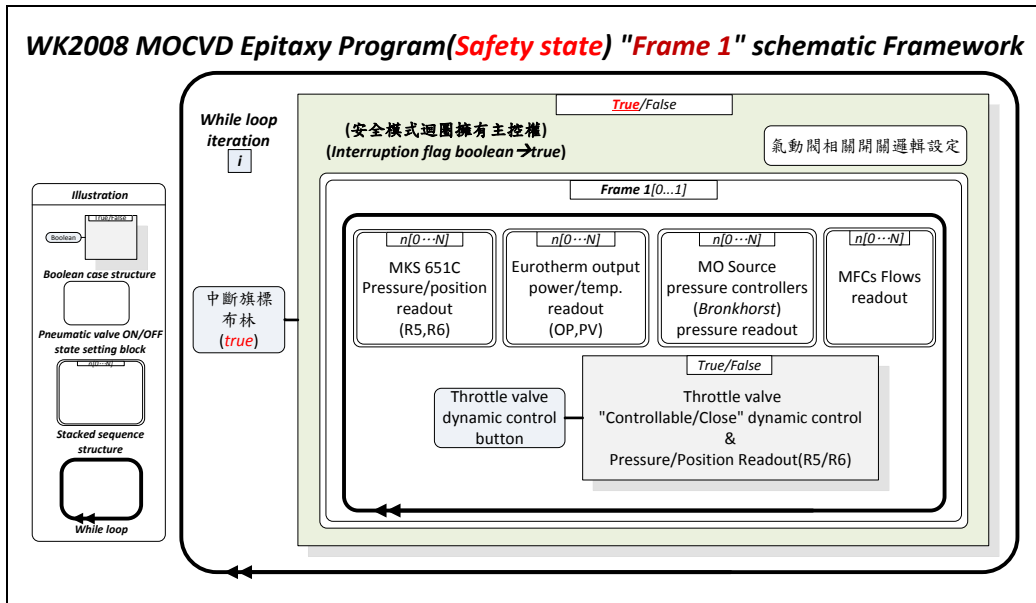 WK2008 MOCVD Epitaxy Program(Safety state) "Frame 1" schematic Framework
While loop
iteration
i
True/False
(安全模式迴圈擁有主控權)
(Interruption flag boolean→true)
氣動閥相關開關邏輯設定
Frame 1[0...1]
n[0⋯N]
MKS 651C
Pressure/position
readout
(R5,R6)
n[0⋯N]
Eurotherm output
power/temp.
readout
(OP,PV)
n[0⋯N]
MO Source
pressure controllers
(Bronkhorst)
pressure readout
n[0⋯N]
MFCs Flows
readout
中斷旗標
布林
(true)
Throttle valve
dynamic control
button
True/False
Throttle valve
"Controllable/Close" dynamic control
&
Pressure/Position Readout(R5/R6)
Illustration
True/False
Boolean
Boolean case structure
Pneumatic valve ON/OFF
state setting block
n[0⋯N]
Stacked sequence
structure
While loop